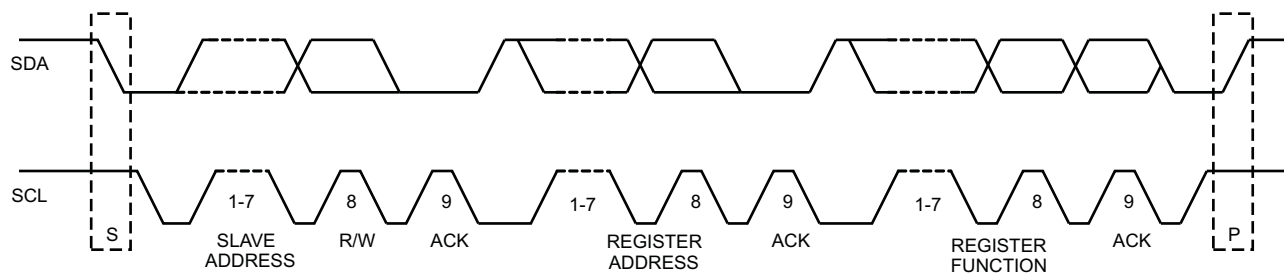 SDA
SCL
S
1-7
8
9
1-7
8
9
1-7
8
9
P
SLAVE
ADDRESS
R/W
ACK
REGISTER
ADDRESS
ACK
REGISTER
FUNCTION
ACK